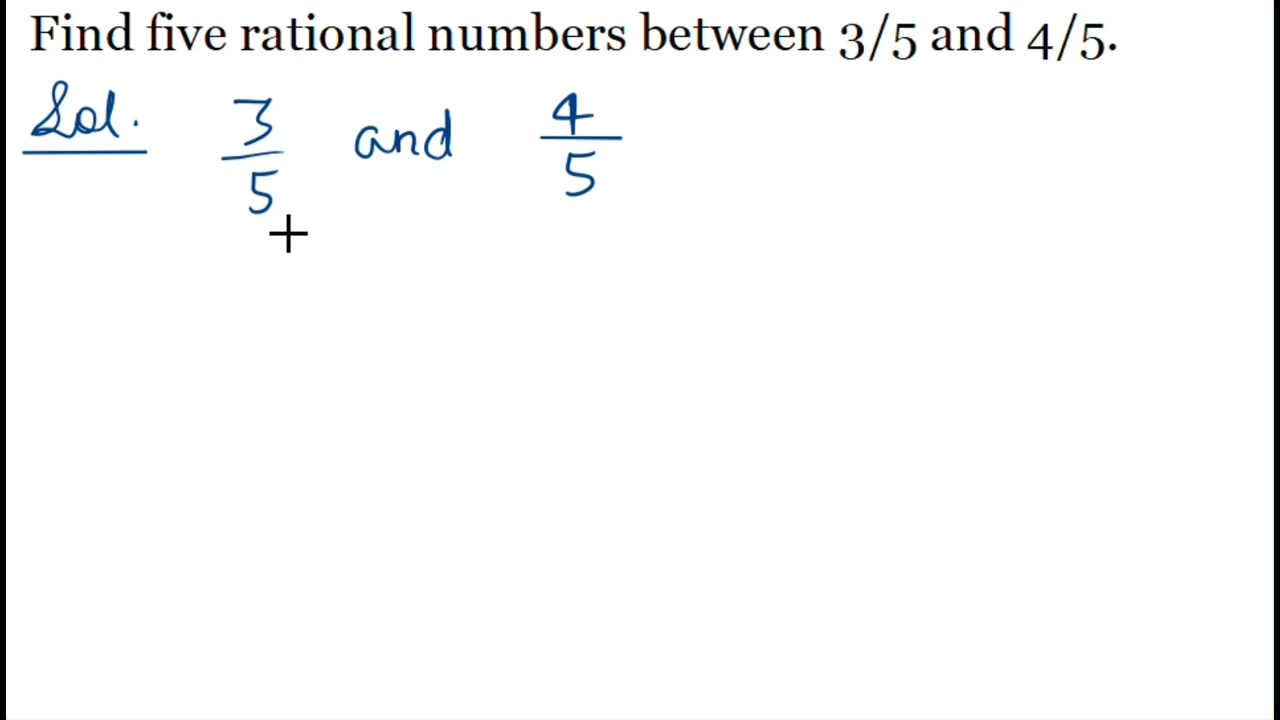 Find five rational numbers between 3/5 and 4/5.
Sol. 3/5 and 4/5